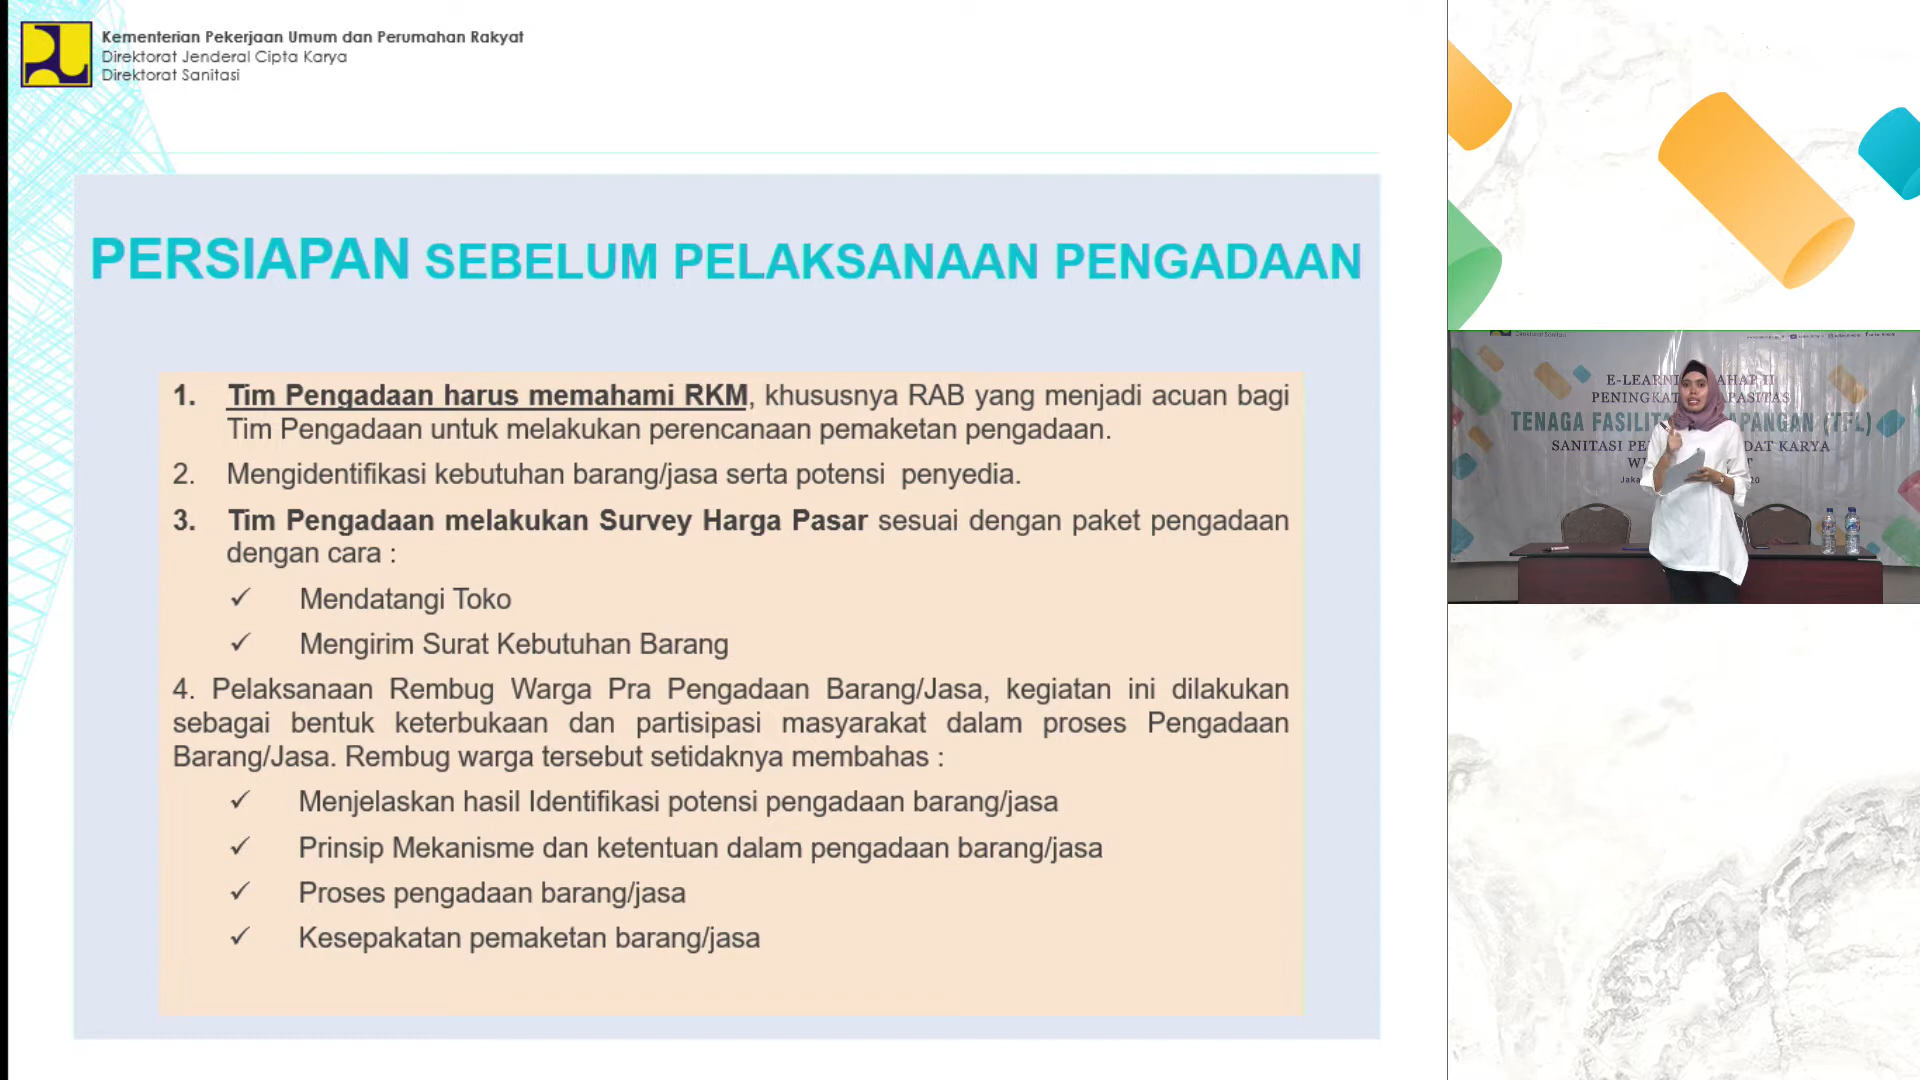 Kementerian Pekerjaan Umum dan Perumahan Rakyat
Direktorat Jenderal Cipta Karya
Direktorat Sanitasi
PERSIAPAN SEBELUM PELAKSANAAN PENGADAAN
1. Tim Pengadaan harus memahami RKM, khususnya RAB yang menjadi acuan bagi
Tim Pengadaan untuk melakukan perencanaan pemaketan pengadaan.
2. Mengidentifikasi kebutuhan barang/jasa serta potensi penyedia.
3. Tim Pengadaan melakukan Survey Harga Pasar sesuai dengan paket pengadaan
dengan cara :
✓ Mendatangi Toko
✓ Mengirim Surat Kebutuhan Barang
4. Pelaksanaan Rembug Warga Pra Pengadaan Barang/Jasa, kegiatan ini dilakukan
sebagai bentuk keterbukaan dan partisipasi masyarakat dalam proses Pengadaan
Barang/Jasa. Rembug warga tersebut setidaknya membahas :
✓ Menjelaskan hasil Identifikasi potensi pengadaan barang/jasa
✓ Prinsip Mekanisme dan ketentuan dalam pengadaan barang/jasa
✓ Proses pengadaan barang/jasa
✓ Kesepakatan pemaketan barang/jasa
Direktorat Sanitasi
II
PENINGKAT
TENAGA (TFL)
SANITASI KARYA